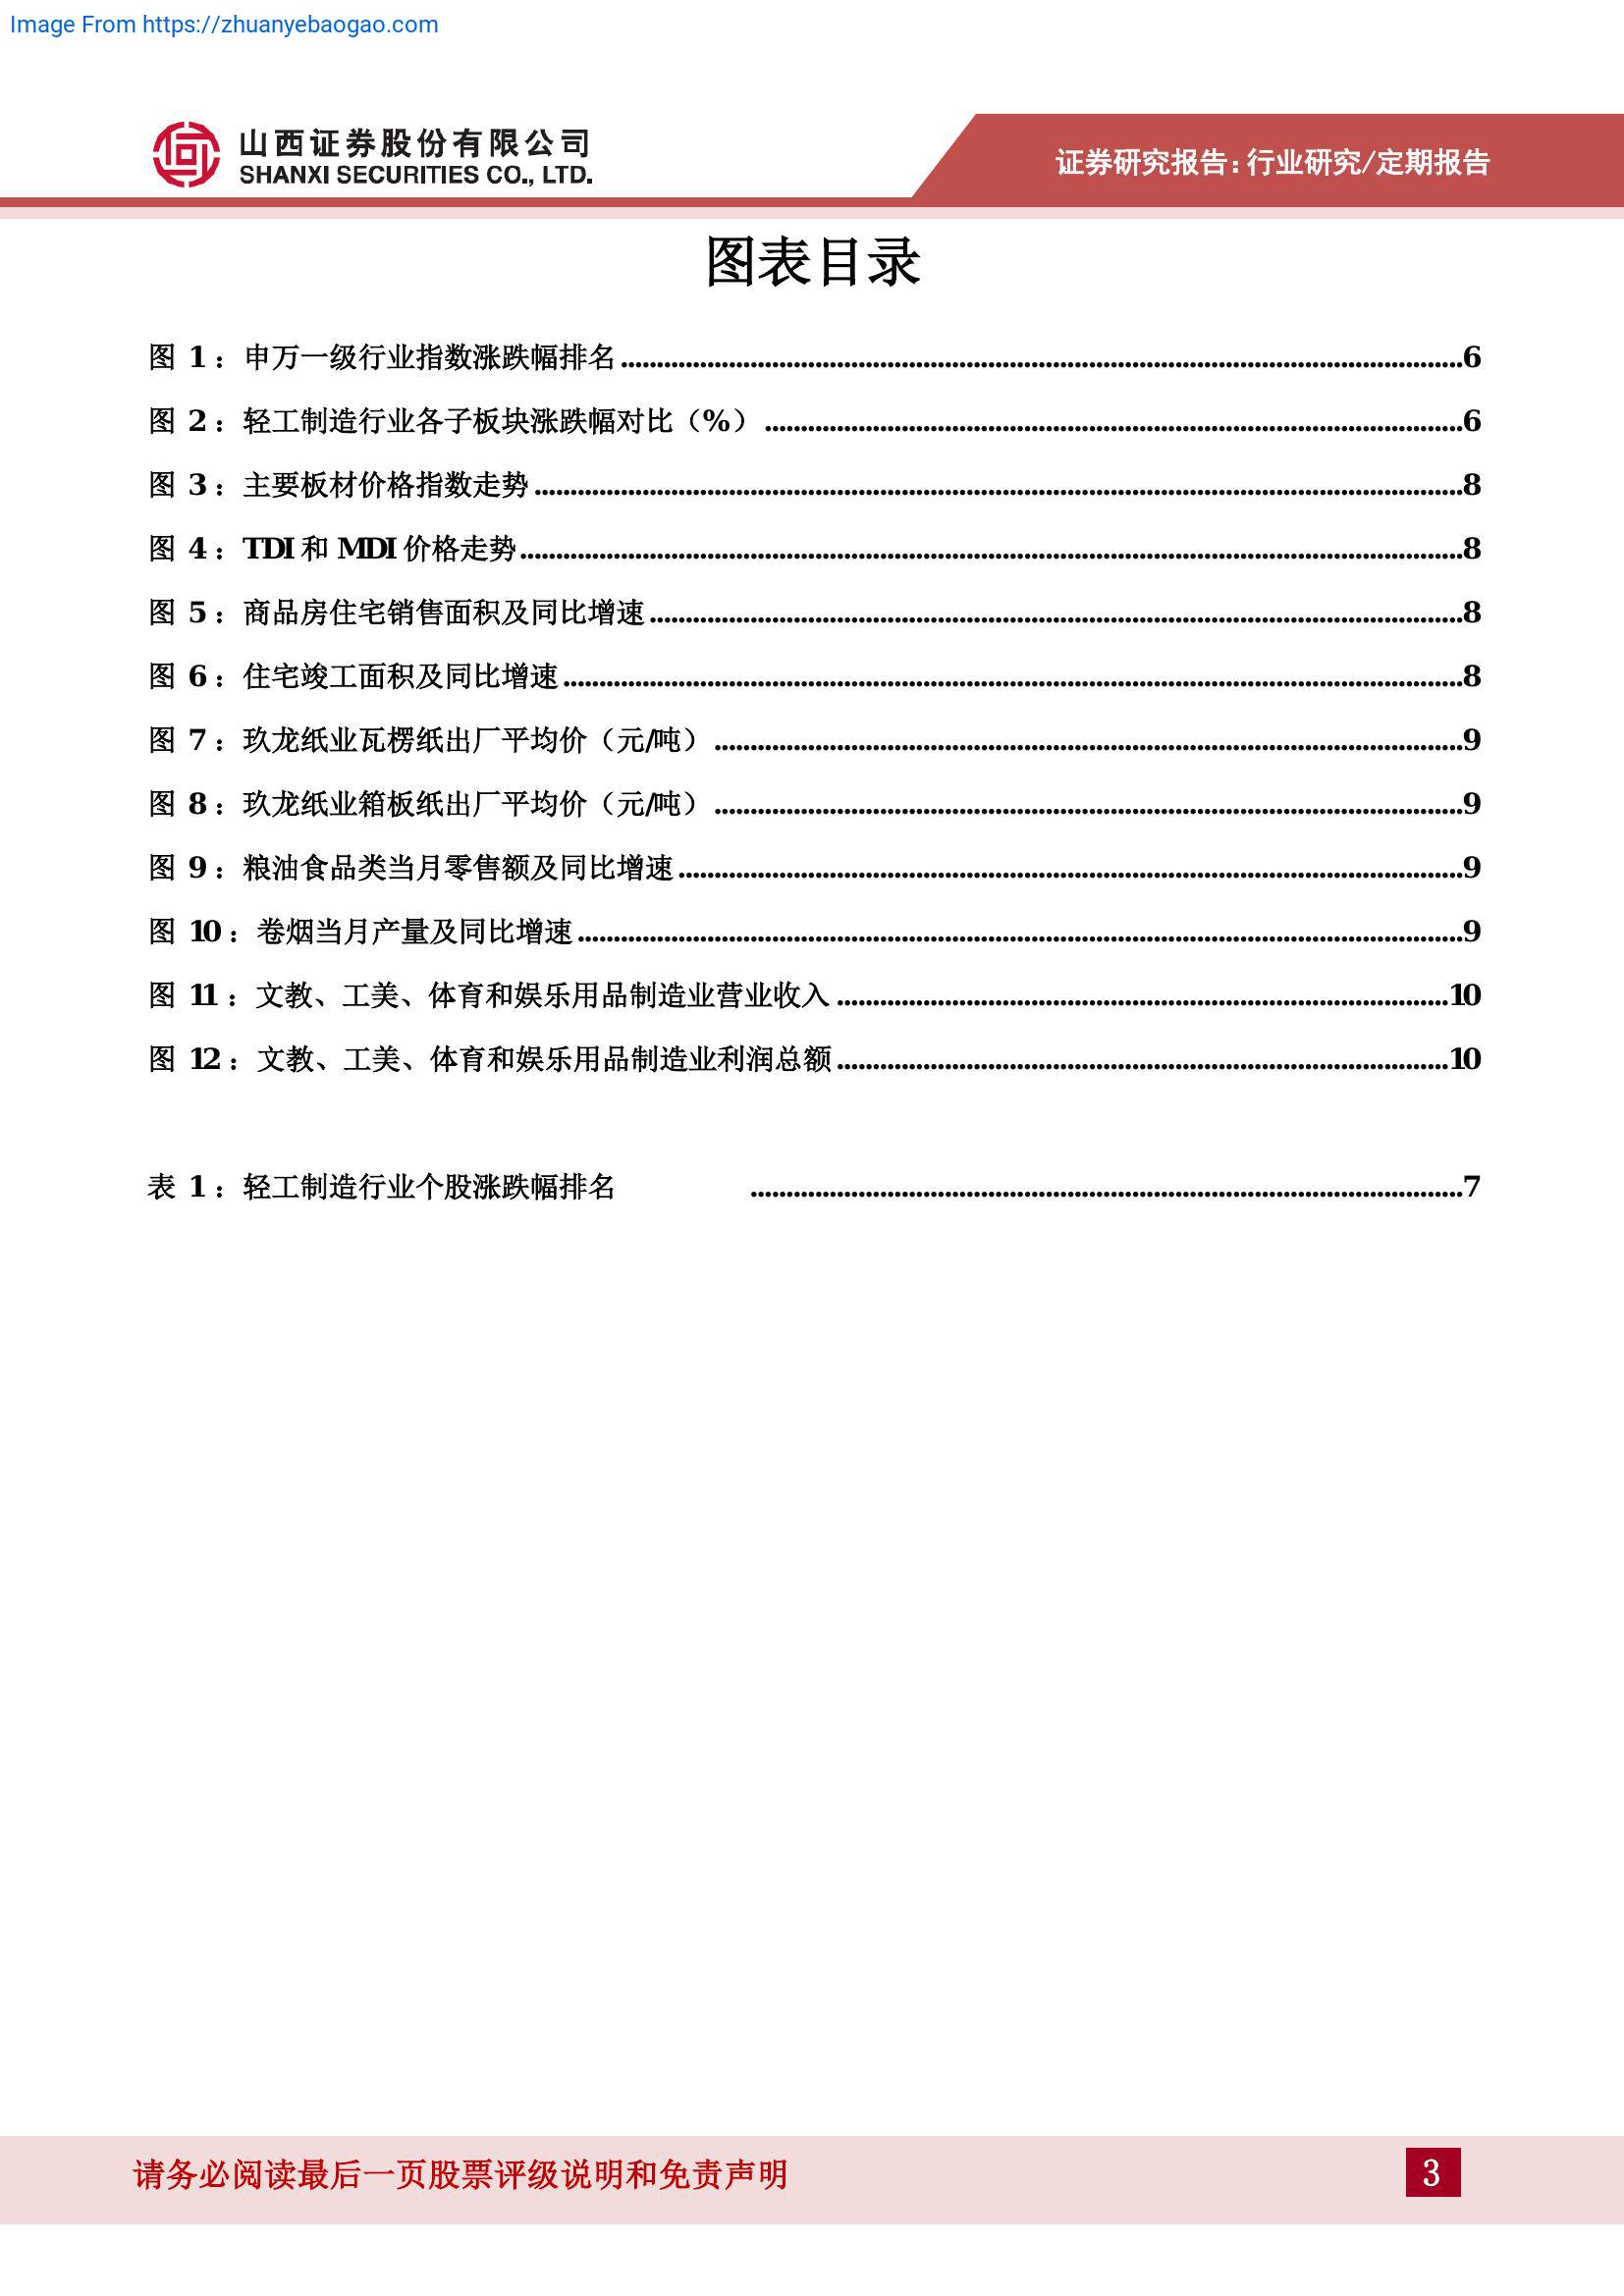 Image From https://zhuanyebaogao.com
山西证券股份有限公司
SHANXI SECURITIES CO., LTD.
证券研究报告：行业研究/定期报告
图表目录
图 1：申万一级行业指数涨跌幅排名....................6
图 2：轻工制造行业各子板块涨跌幅对比（%）....................6
图 3：主要板材价格指数走势....................8
图 4：TDI 和 MDI 价格走势....................8
图 5：商品房住宅销售面积及同比增速....................8
图 6：住宅竣工面积及同比增速....................8
图 7：玖龙纸业瓦楞纸出厂平均价（元/吨）....................9
图 8：玖龙纸业箱板纸出厂平均价（元/吨）....................9
图 9：粮油食品类当月零售额及同比增速....................9
图 10：卷烟当月产量及同比增速....................9
图 11：文教、工美、体育和娱乐用品制造业营业收入....................10
图 12：文教、工美、体育和娱乐用品制造业利润总额....................10
表 1：轻工制造行业个股涨跌幅排名 ....................7
请务必阅读最后一页股票评级说明和免责声明
3